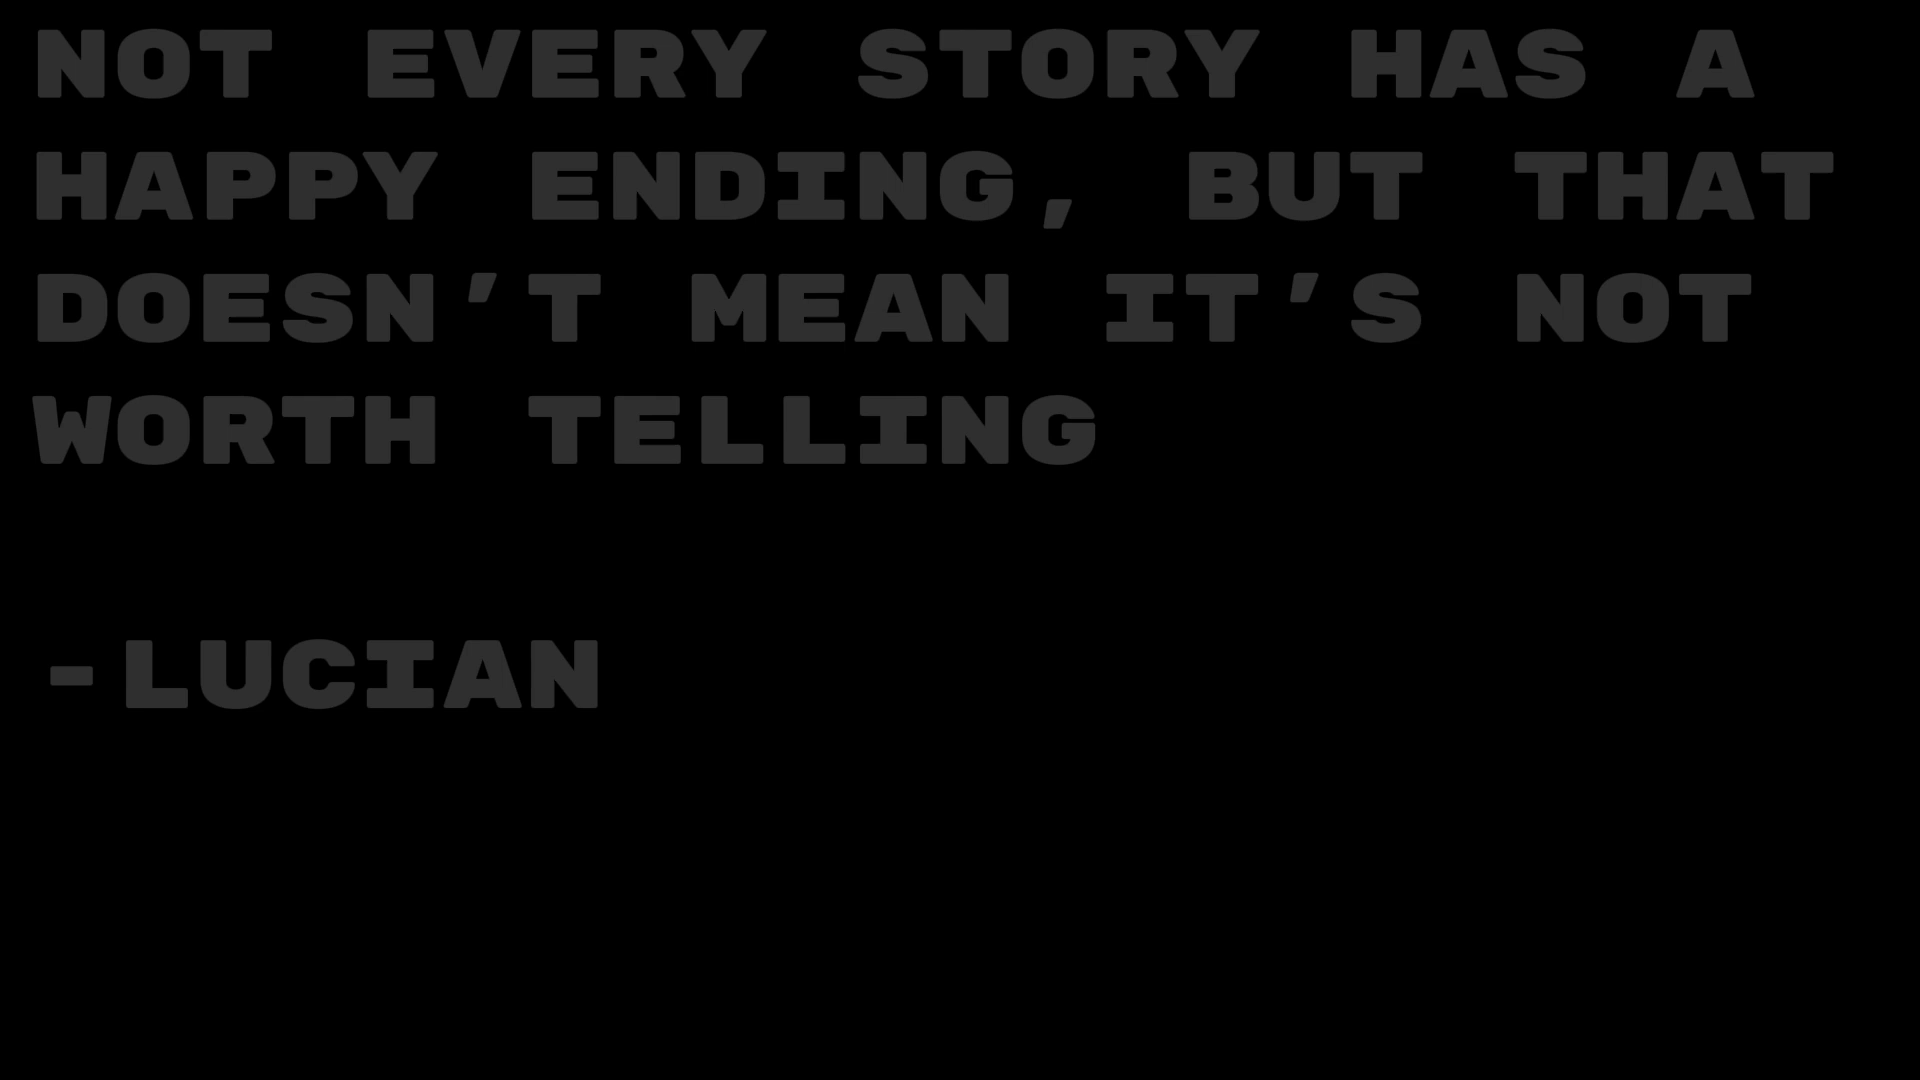 NOT EVERY STORY HAS A
HAPPY ENDING, BUT THAT
DOESN’T MEAN IT’S NOT
WORTH TELLING
-LUCIAN